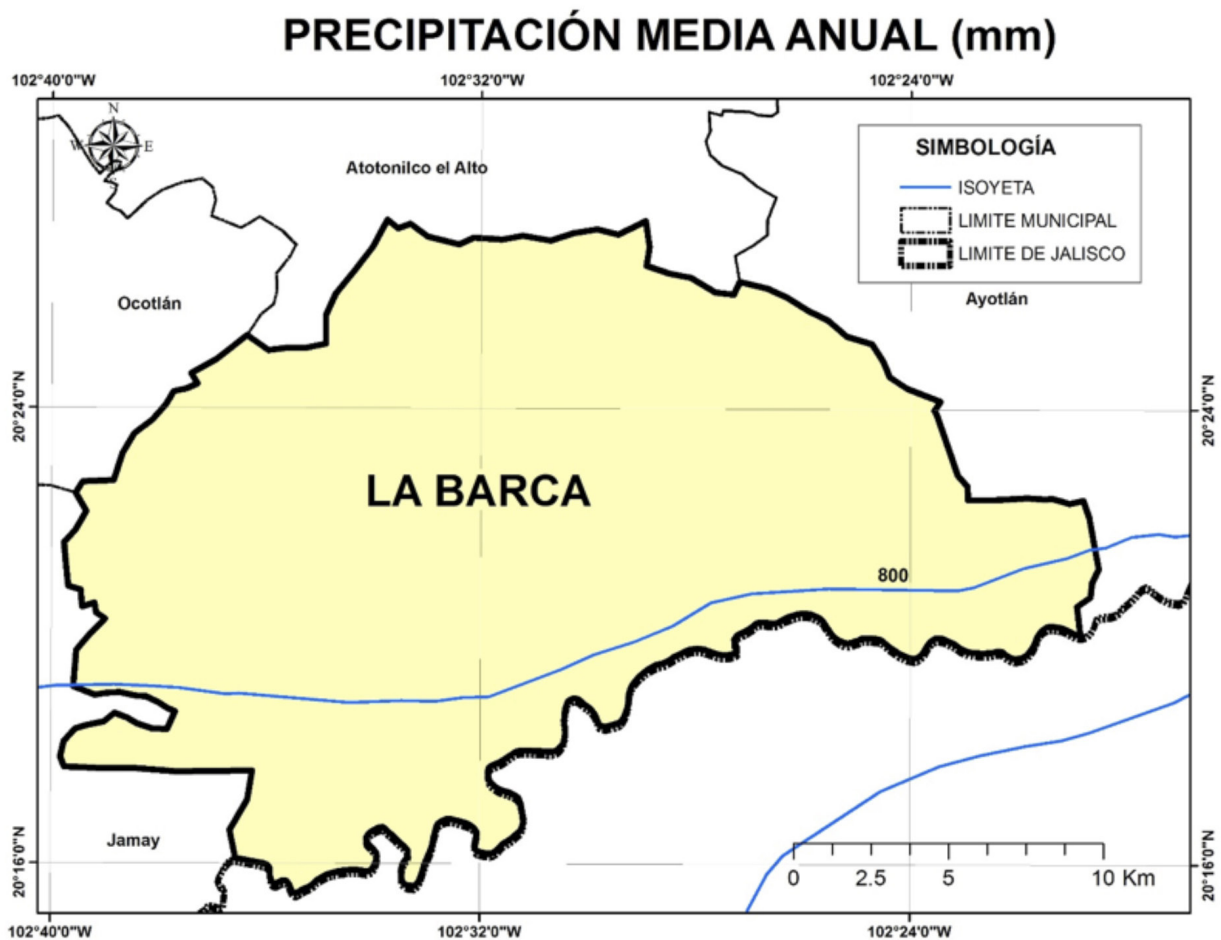 PRECIPITACIÓN MEDIA ANUAL (mm)
102°40'0"W 102°32'0"W 102°24'0"W
N
W E
S
SIMBOLOGÍA
ISOYETA
LIMITE MUNICIPAL
LIMITE DE JALISCO
Atotonilco el Alto
Ocotlán
Ayotlán
20°24'0"N 20°24'0"N
LA BARCA
800
Jamay
20°16'0"N 20°16'0"N
0 2.5 5 10 Km
102°40'0"W 102°32'0"W 102°24'0"W